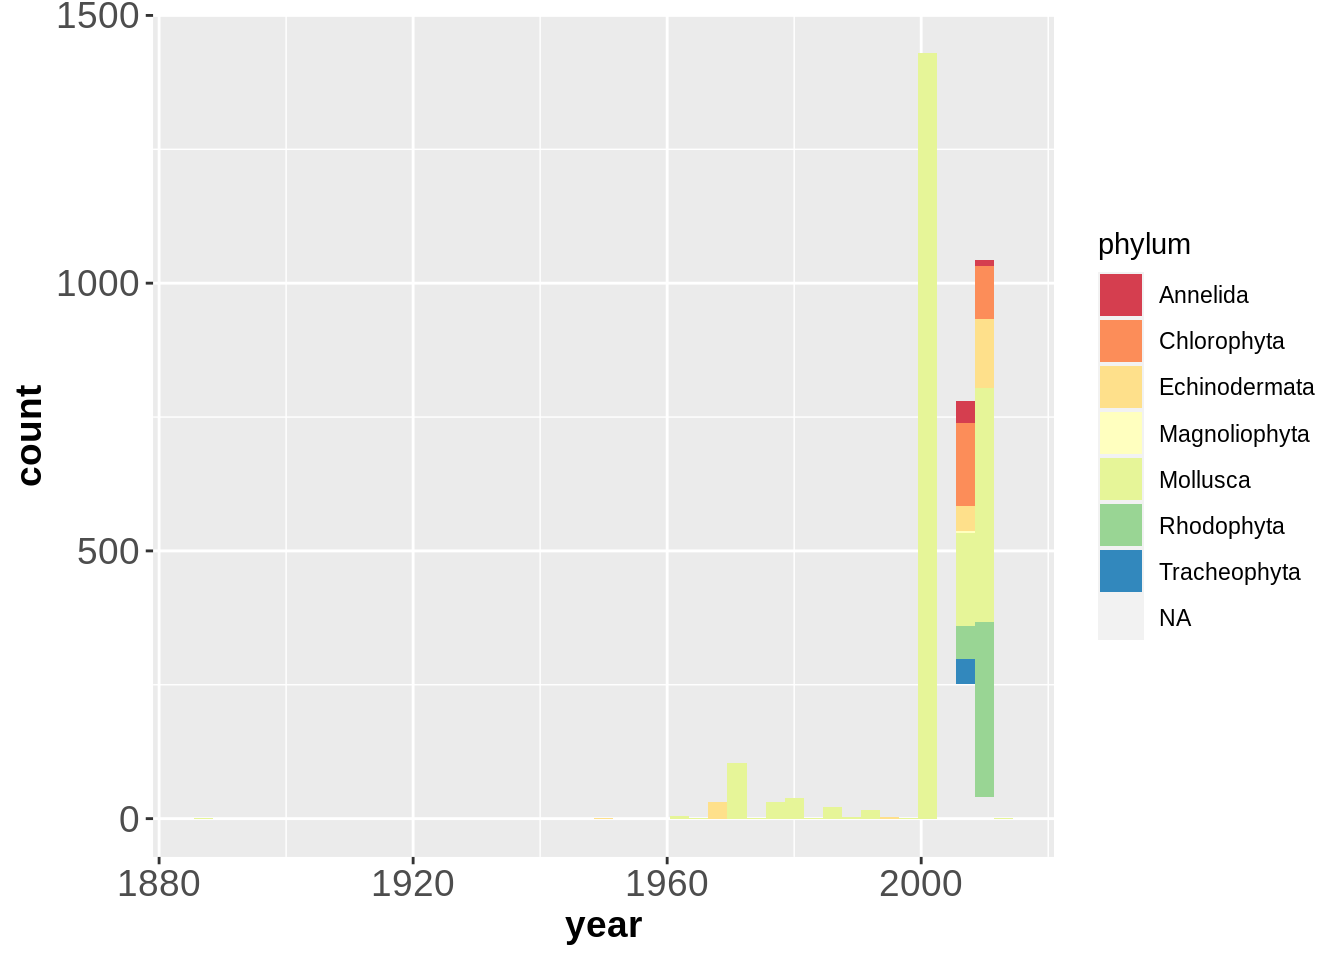 1500
1000
500
0
count
1880 1920 1960 2000
year
phylum
Annelida
Chlorophyta
Echinodermata
Magnoliophyta
Mollusca
Rhodophyta
Tracheophyta
NA